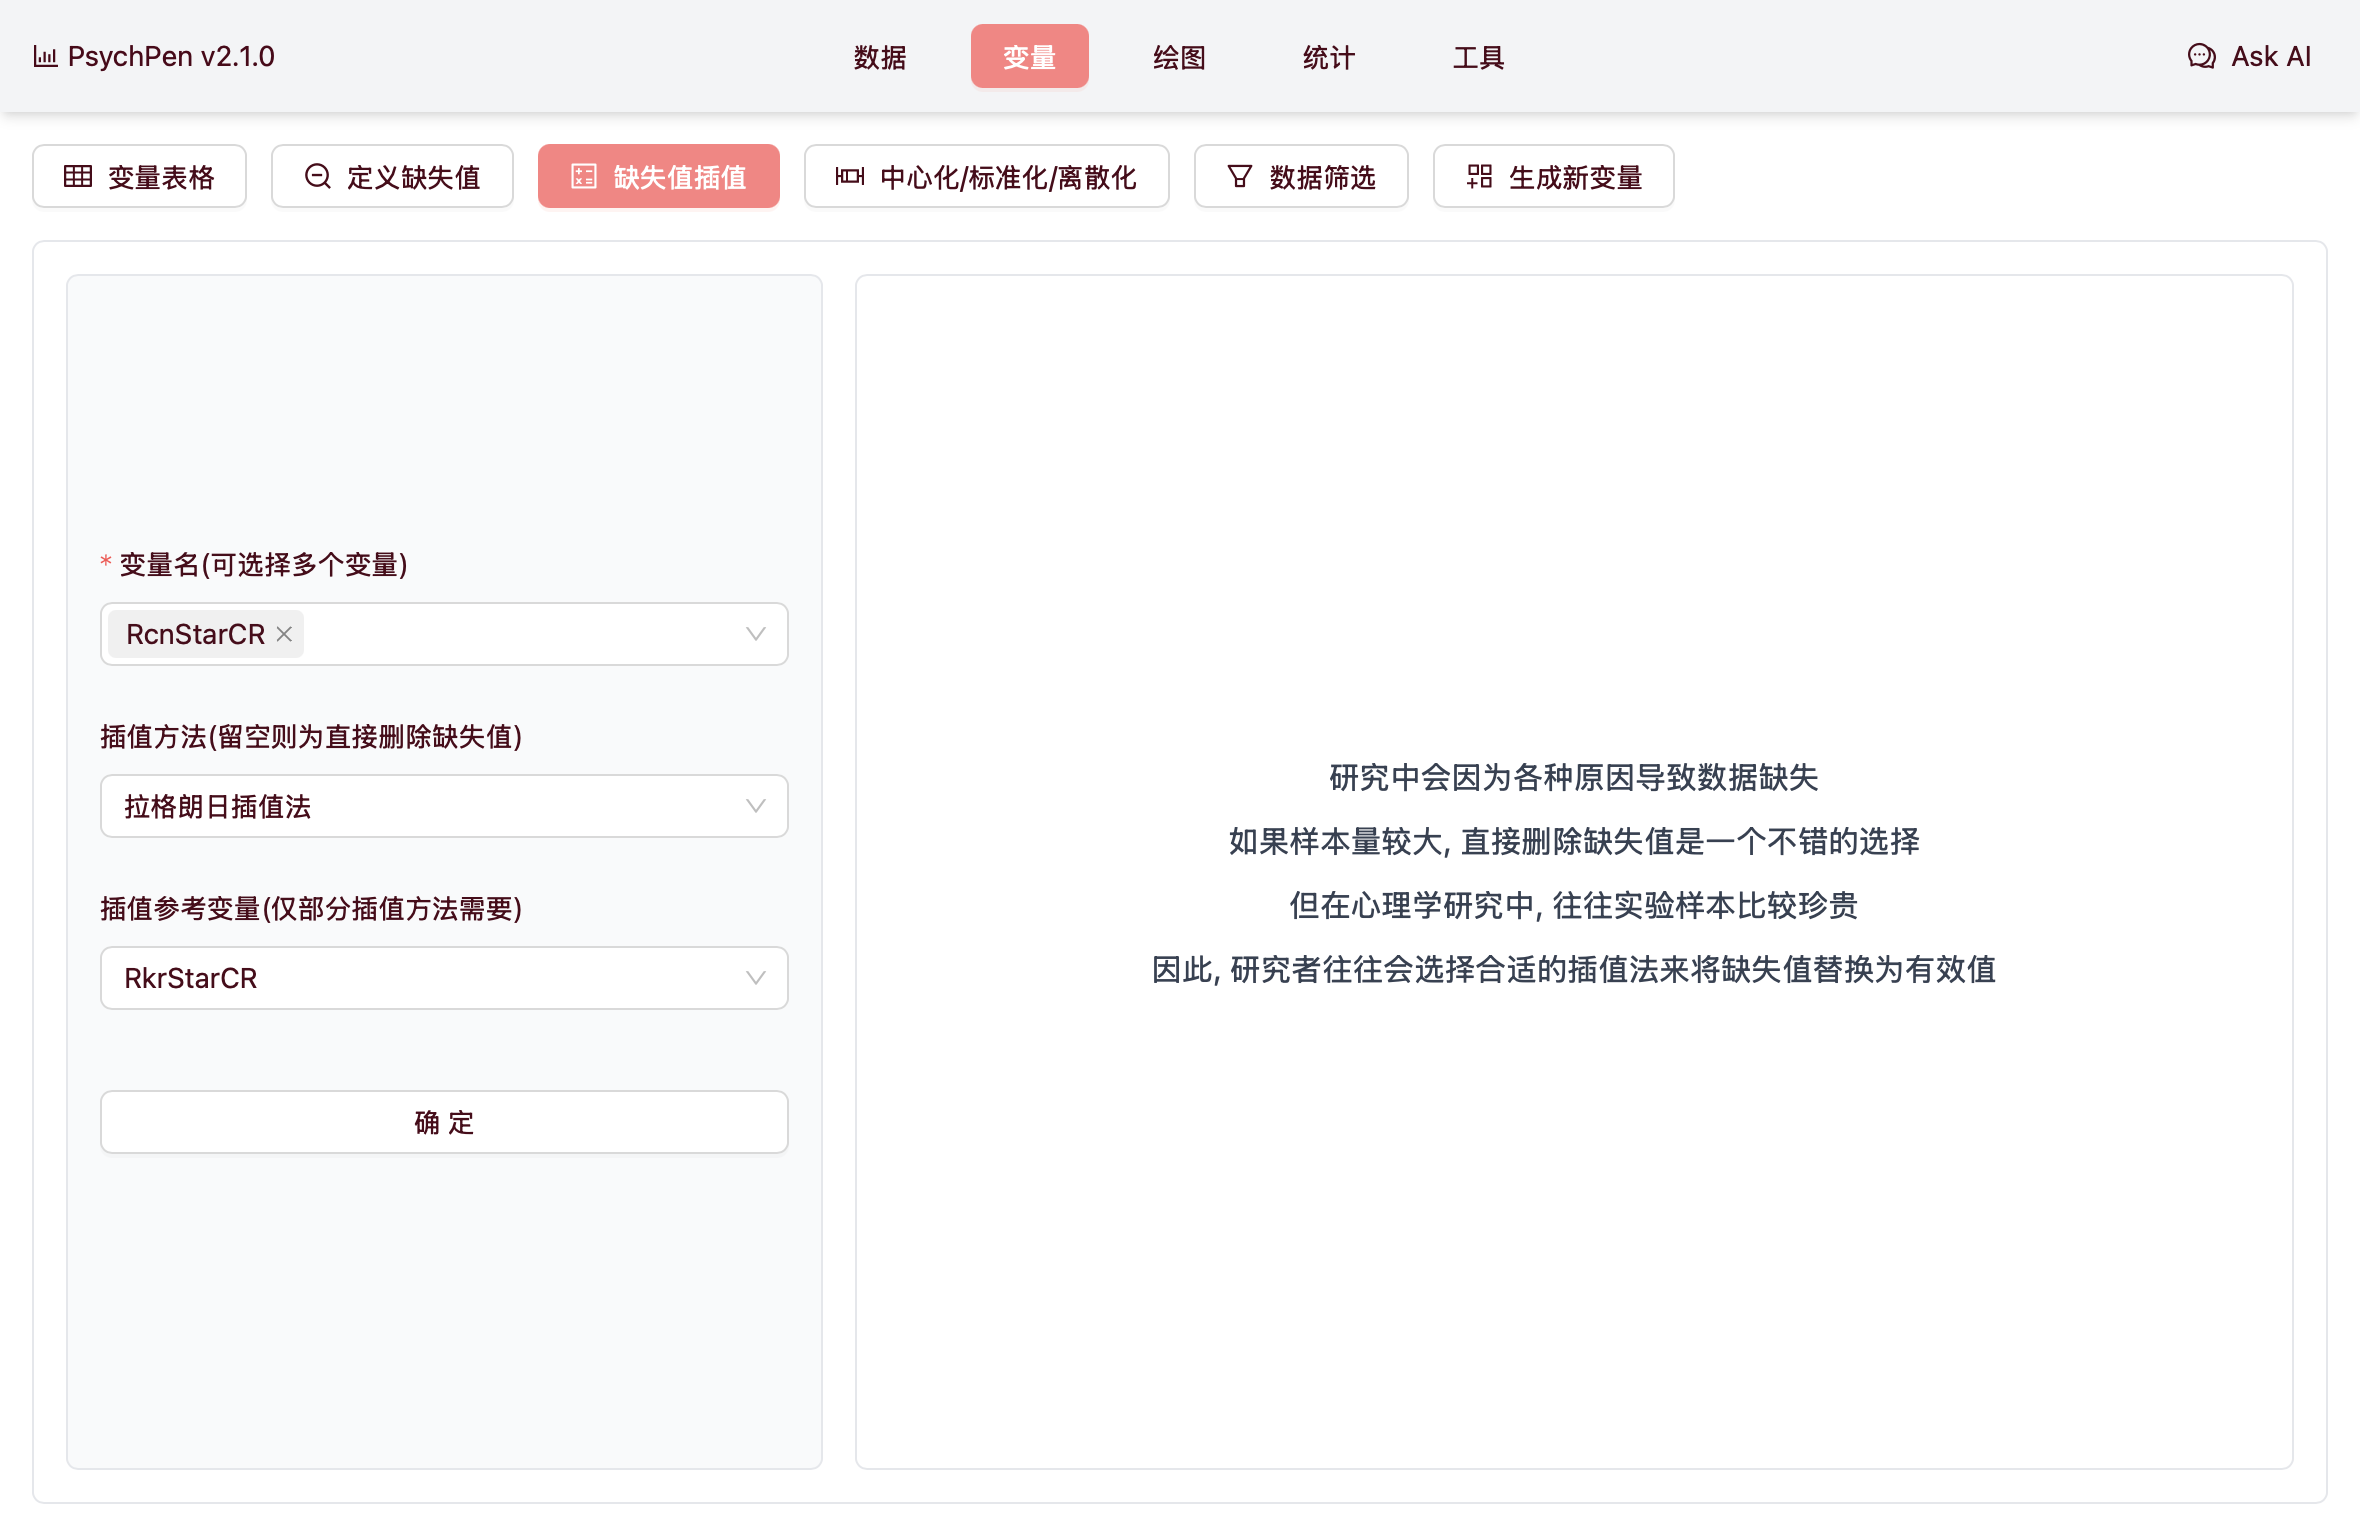 PsychPen v2.1.0
数据
变量
绘图
统计
工具
Ask AI
变量表格
定义缺失值
缺失值插值
中心化/标准化/离散化
数据筛选
生成新变量
* 变量名(可选择多个变量)
RcnStarCR
插值方法(留空则为直接删除缺失值)
拉格朗日插值法
插值参考变量(仅部分插值方法需要)
RkrStarCR
确 定
研究中会因为各种原因导致数据缺失
如果样本量较大, 直接删除缺失值是一个不错的选择
但在心理学研究中, 往往实验样本比较珍贵
因此, 研究者往往会选择合适的插值法来将缺失值替换为有效值